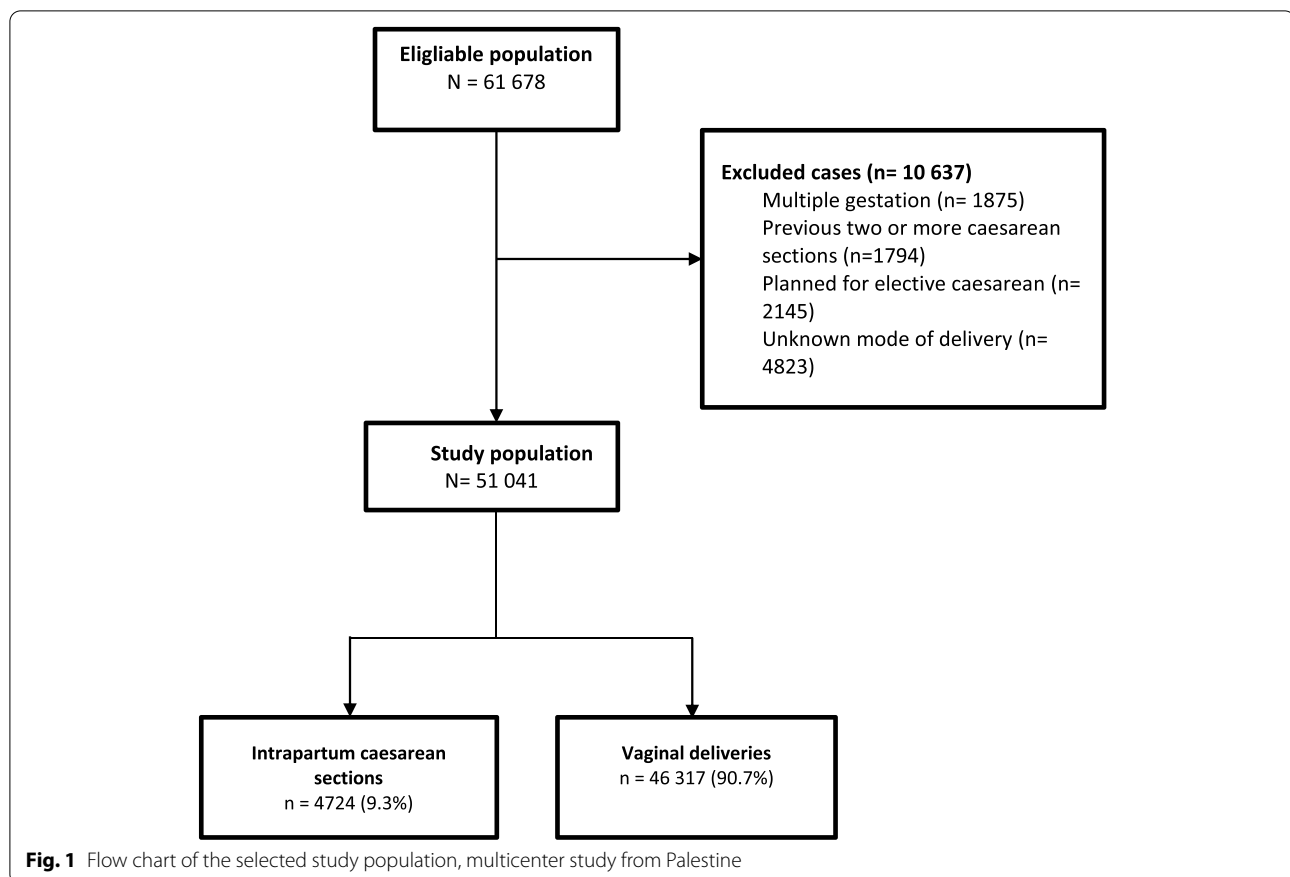 Eligliable population
N = 61 678
Excluded cases (n= 10 637)
Multiple gestation (n= 1875)
Previous two or more caesarean
sections (n=1794)
Planned for elective caesarean (n=
2145)
Unknown mode of delivery (n=
4823)
Study population
N= 51 041
Intrapartum caesarean
sections
n = 4724 (9.3%)
Vaginal deliveries
n = 46 317 (90.7%)
Fig. 1 Flow chart of the selected study population, multicenter study from Palestine